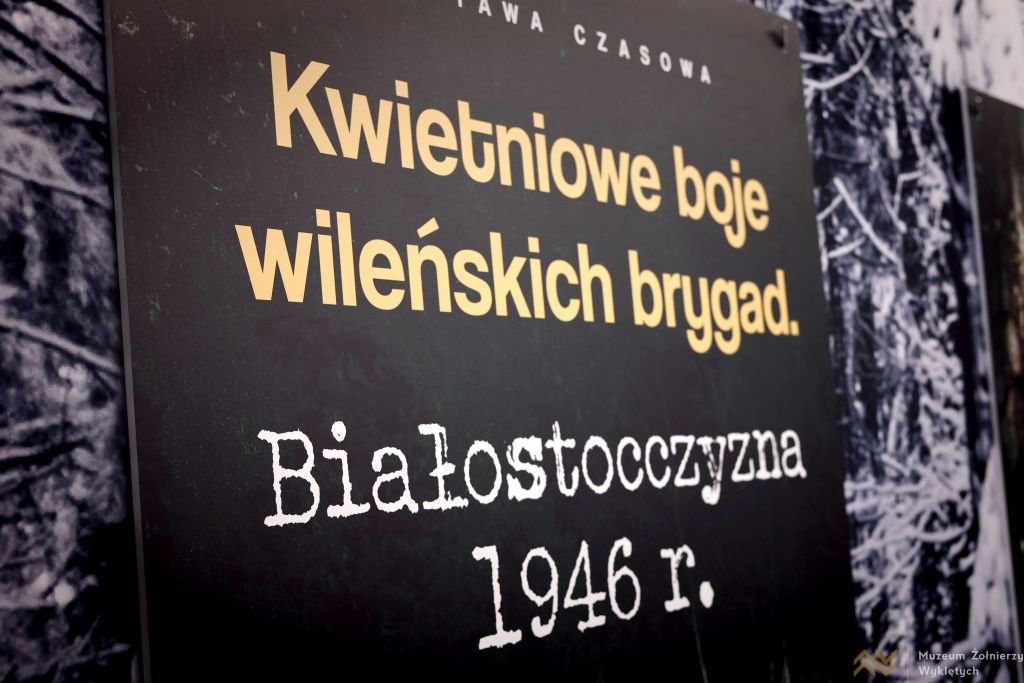 CZASOWA
Kwietniowe boje
wileńskich brygad.
Białostocczyzna
1946 r.
Muzeum Żołnierzy
Wyklętych